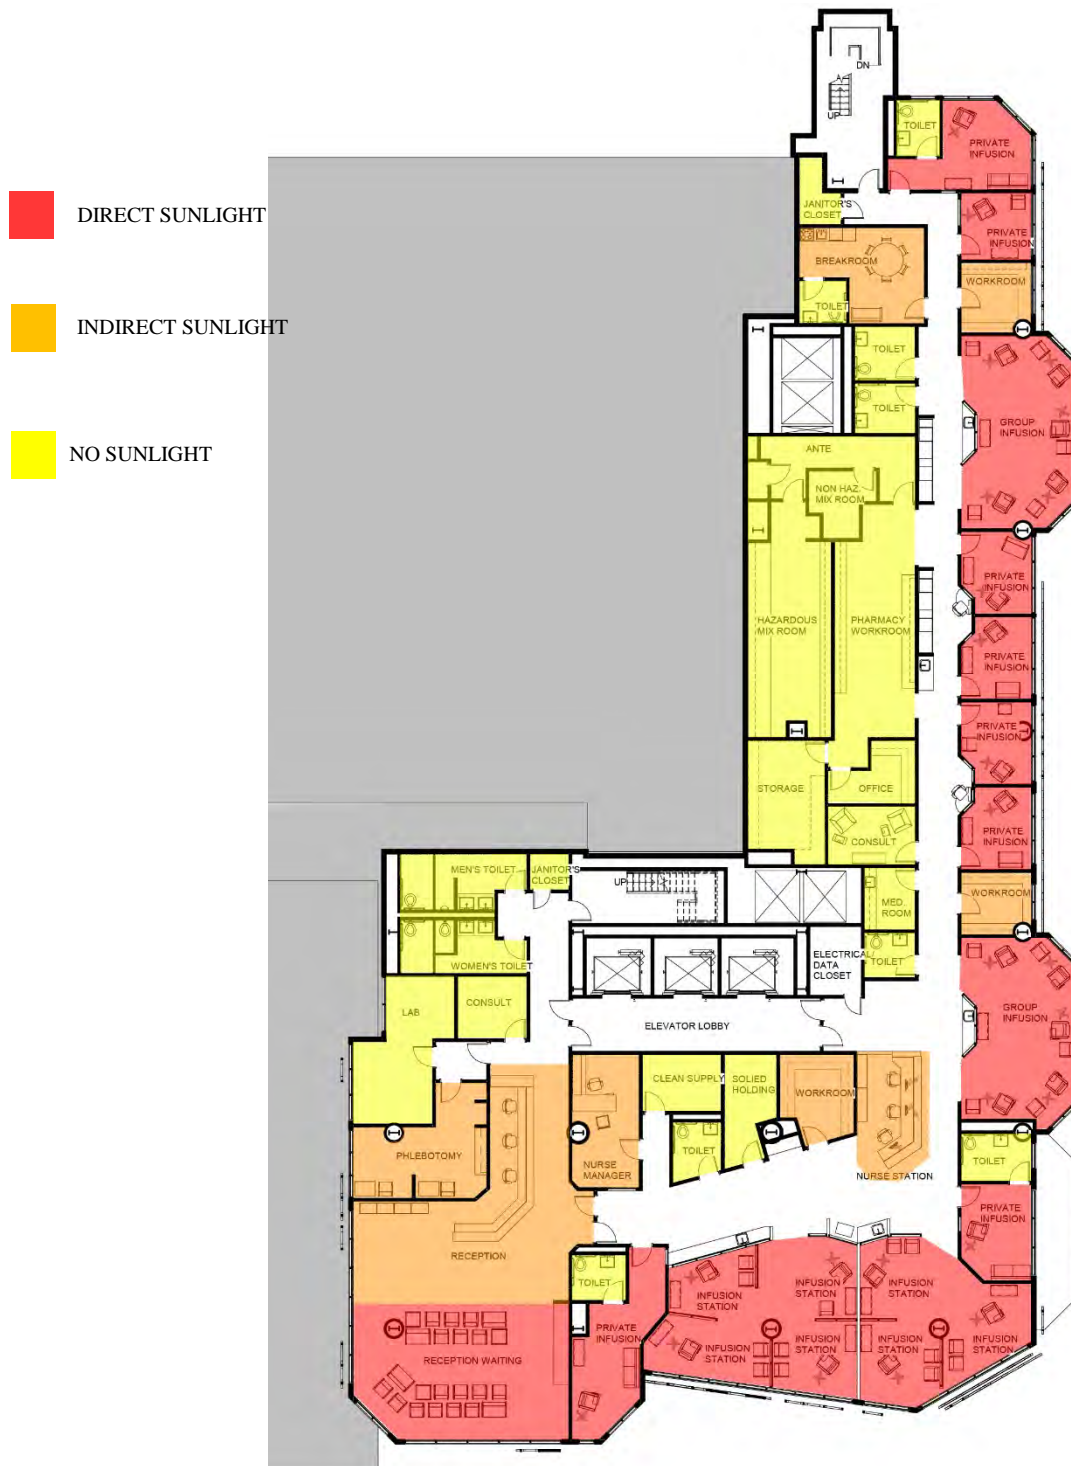 DIRECT SUNLIGHT
INDIRECT SUNLIGHT
NO SUNLIGHT
DN
UP
TOILET
PRIVATE
INFUSION
JANITOR'S
CLOSET
PRIVATE
INFUSION
BREAKROOM
WORKROOM
TOILET
TOILET
TOILET
GROUP
INFUSION
ANTE
NON HAZ.
MIX ROOM
PRIVATE
INFUSION
HAZARDOUS
MIX ROOM
PHARMACY
WORKROOM
PRIVATE
INFUSION
PRIVATE
INFUSION
STORAGE
OFFICE
PRIVATE
INFUSION
CONSULT
MEN'S TOILET
JANITOR'S
CLOSET
UP
WORKROOM
MED.
ROOM
WOMEN'S TOILET
ELECTRICAL/
DATA
CLOSET
TOILET
LAB
CONSULT
GROUP
INFUSION
ELEVATOR LOBBY
CLEAN SUPPLY
SOLIED
HOLDING
WORKROOM
PHLEBOTOMY
NURSE
MANAGER
TOILET
NURSE STATION
TOILET
PRIVATE
INFUSION
RECEPTION
TOILET
INFUSION
STATION
INFUSION
STATION
INFUSION
STATION
PRIVATE
INFUSION
INFUSION
STATION
INFUSION
STATION
INFUSION
STATION
INFUSION
STATION
RECEPTION WAITING